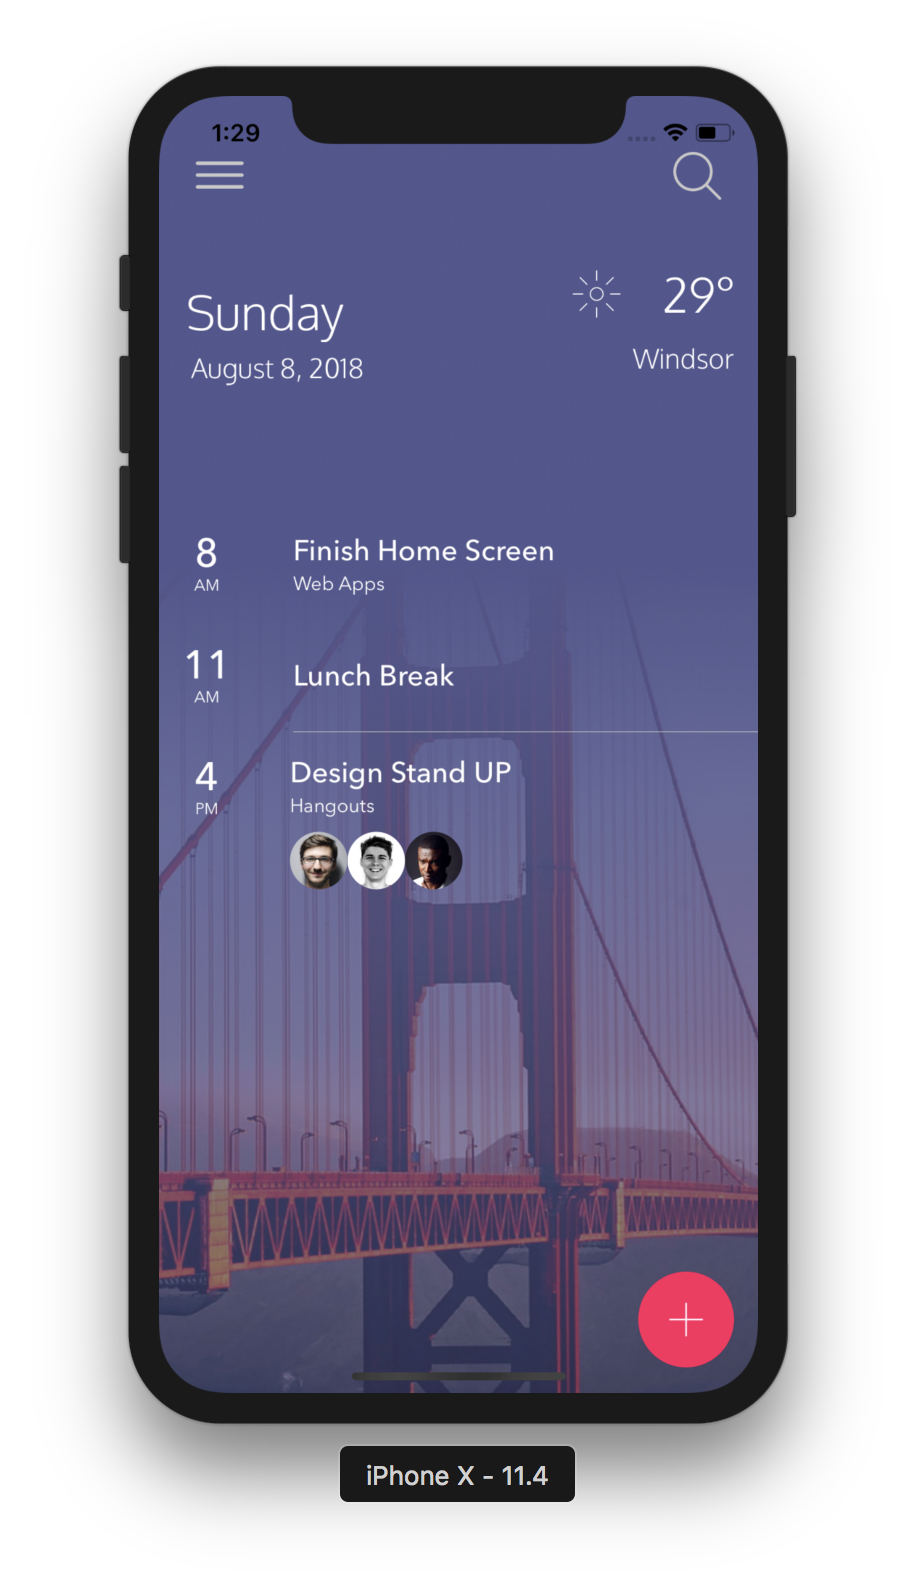 1:29
Sunday
August 8, 2018
29°
Windsor
8
AM
Finish Home Screen
Web Apps
11
AM
Lunch Break
4
PM
Design Stand UP
Hangouts
iPhone X - 11.4